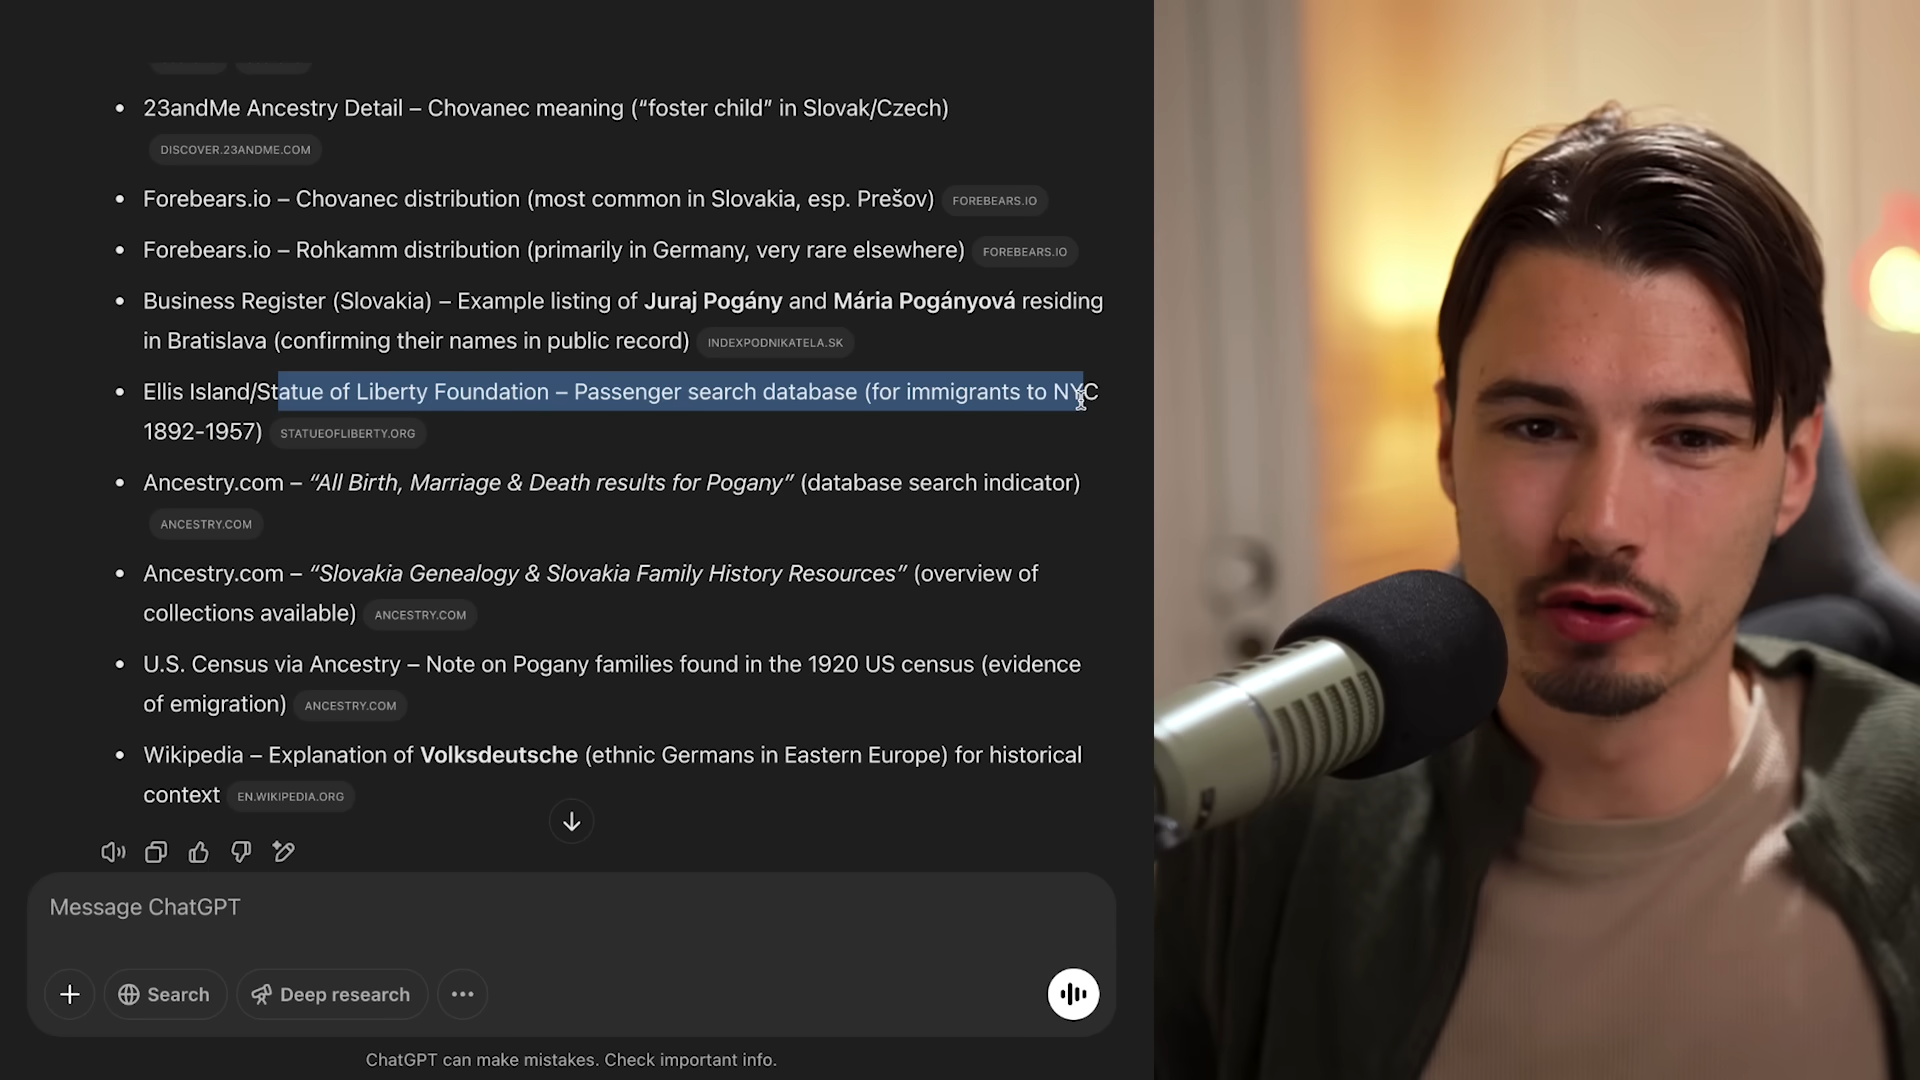 23andMe Ancestry Detail – Chovanec meaning (“foster child” in Slovak/Czech)
DISCOVER.23ANDME.COM
Forebears.io – Chovanec distribution (most common in Slovakia, esp. Prešov) FOREBEARS.IO
Forebears.io – Rohkamm distribution (primarily in Germany, very rare elsewhere) FOREBEARS.IO
Business Register (Slovakia) – Example listing of Juraj Pogány and Mária Pogányová residing
in Bratislava (confirming their names in public record) INDEXPODNIKATELA.SK
Ellis Island/Statue of Liberty Foundation – Passenger search database (for immigrants to NYC
1892-1957) STATUEOFLIBERTY.ORG
Ancestry.com – “All Birth, Marriage & Death results for Pogany” (database search indicator)
ANCESTRY.COM
Ancestry.com – “Slovakia Genealogy & Slovakia Family History Resources” (overview of
collections available) ANCESTRY.COM
U.S. Census via Ancestry – Note on Pogany families found in the 1920 US census (evidence
of emigration) ANCESTRY.COM
Wikipedia – Explanation of Volksdeutsche (ethnic Germans in Eastern Europe) for historical
context EN.WIKIPEDIA.ORG
Message ChatGPT
Search Deep research
ChatGPT can make mistakes. Check important info.